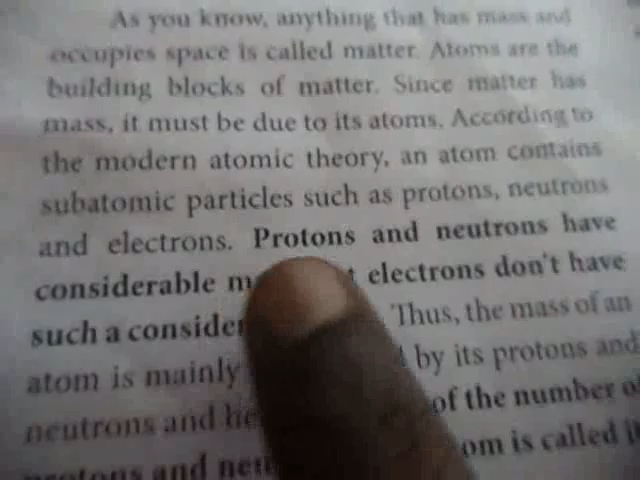 As you know, anything that has mass and
occupies space is called matter. Atoms are the
building blocks of matter. Since matter has
mass, it must be due to its atoms. According to
the modern atomic theory, an atom contains
subatomic particles such as protons, neutrons
and electrons. Protons and neutrons have
considerable electrons don't have
such a Thus, the mass of an
atom is mainly by its protons and
neutrons and of the number of
protons and is called